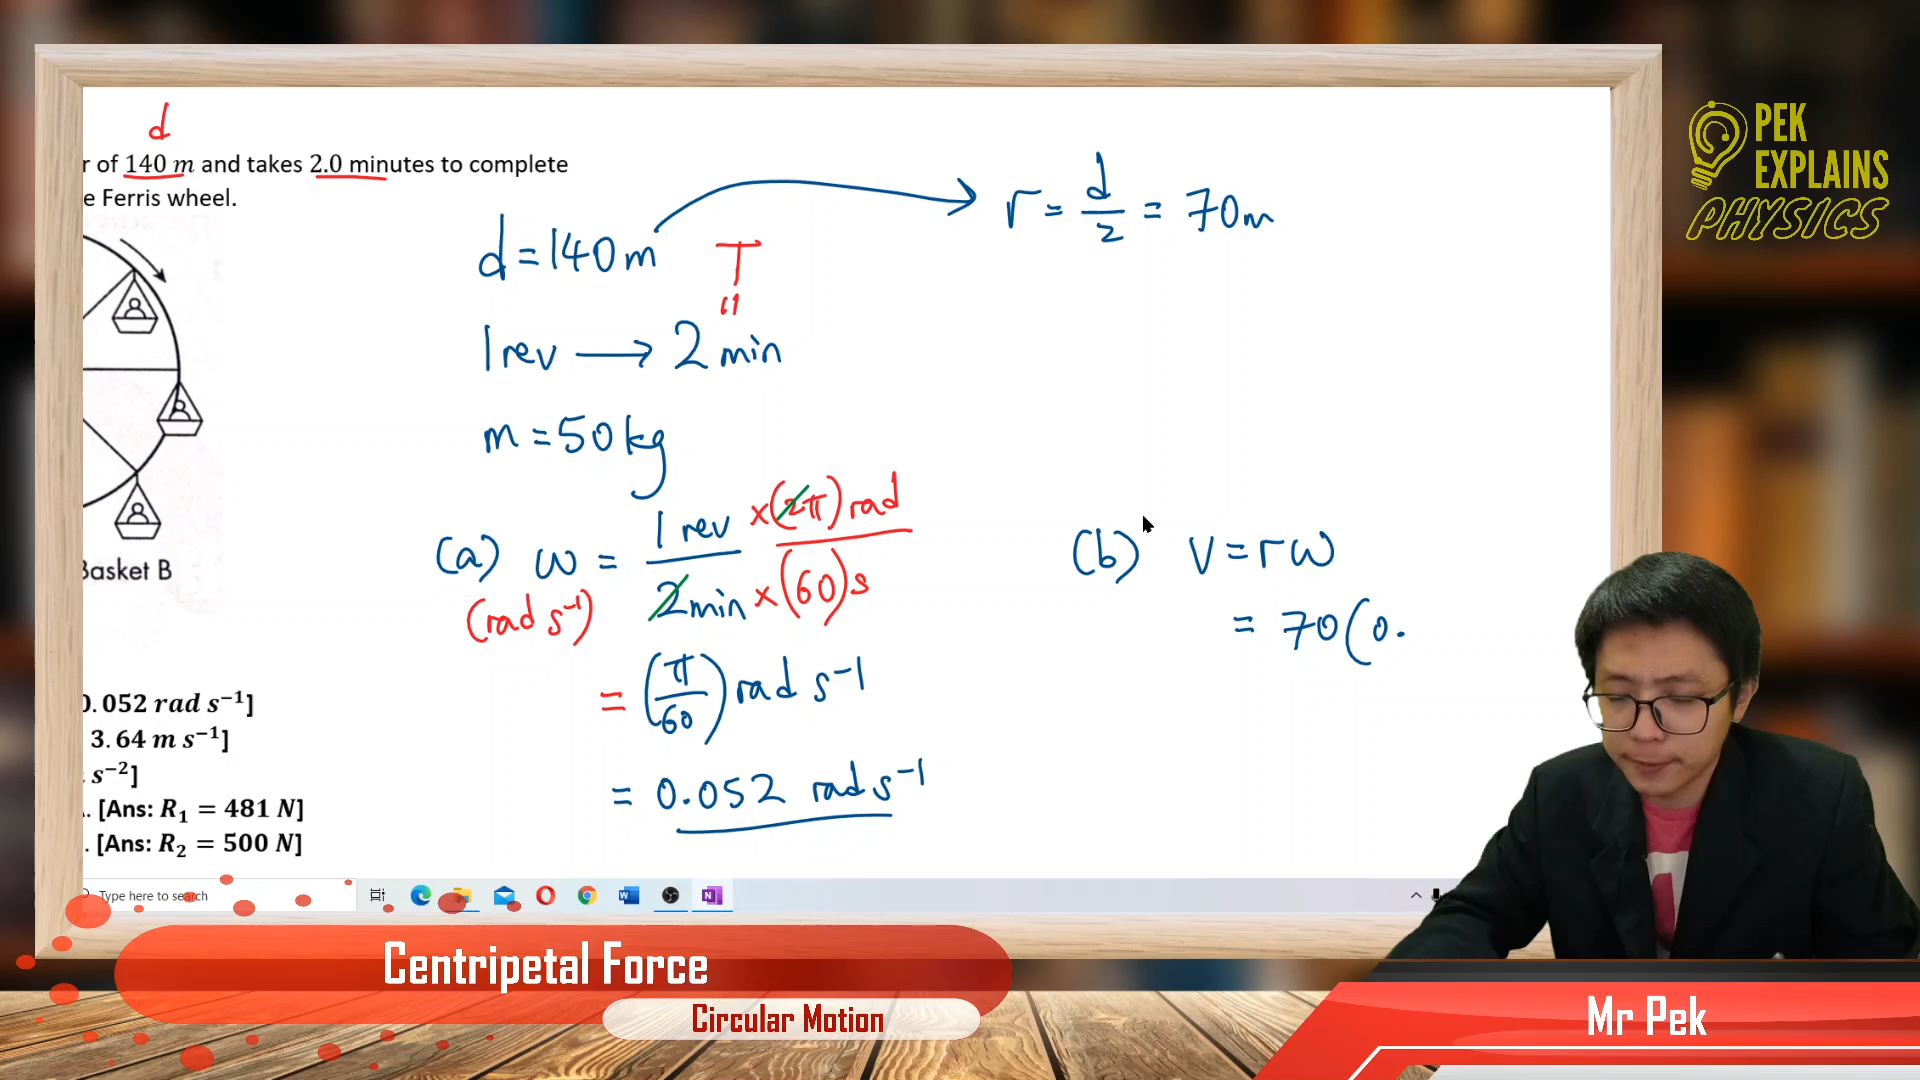 d
r of 140 m and takes 2.0 minutes to complete
e Ferris wheel.
d = 140m
T
r = d/2 = 70m
1 rev → 2 min
m = 50 kg
(a) ω = 1 rev × (2π) rad
2 min × (60) s
(rad s⁻¹)
= (π/60) rad s⁻¹
= 0.052 rad s⁻¹
(b) v = rω
= 70(0.
Basket B
0.052 rad s⁻¹]
3.64 m s⁻¹]
s⁻²]
. [Ans: R₁ = 481 N]
. [Ans: R₂ = 500 N]
Type here to search
PEK
EXPLAINS
PHYSICS
Centripetal Force
Circular Motion
Mr Pek